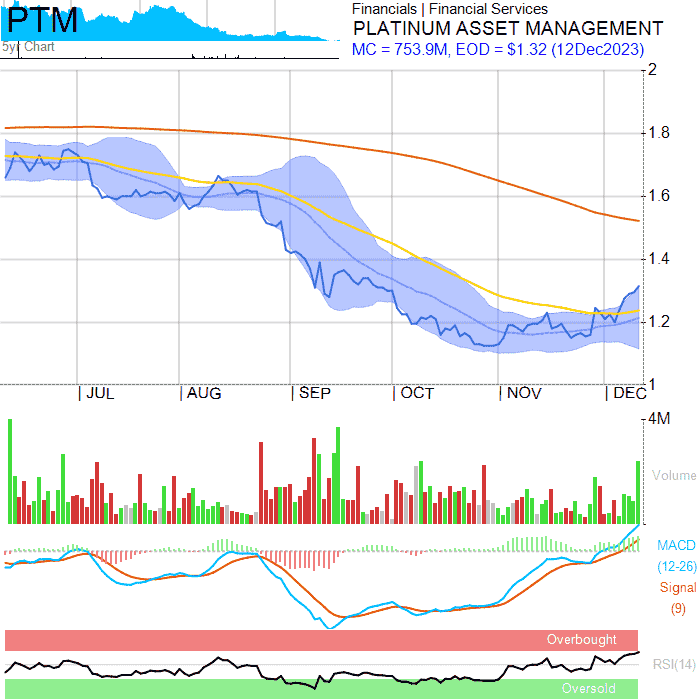 PTM
5yr Chart
Financials | Financial Services
PLATINUM ASSET MANAGEMENT
MC = 753.9M, EOD = $1.32 (12Dec2023)
2
1.8
1.6
1.4
1.2
1
| JUL | AUG | SEP | OCT | NOV | DEC
4M
Volume
MACD
(12-26)
Signal
(9)
Overbought
RSI(14)
Oversold